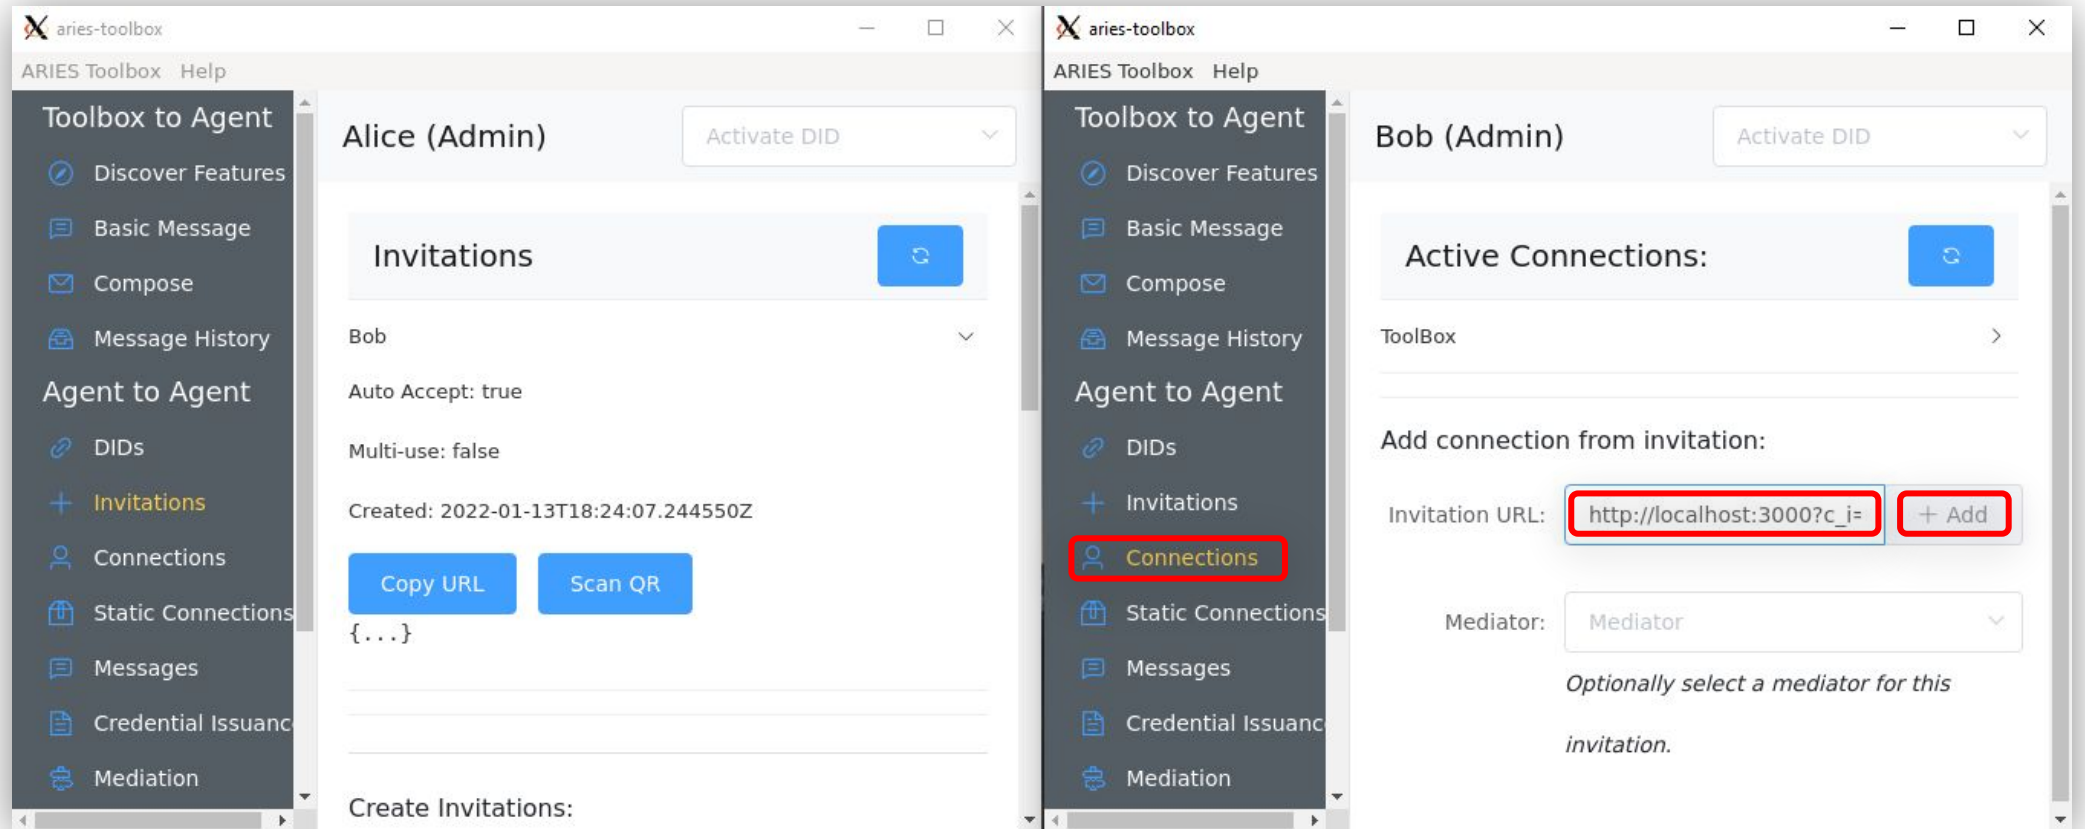 aries-toolbox
ARIES Toolbox Help
Toolbox to Agent
Discover Features
Basic Message
Compose
Message History
Agent to Agent
DIDs
Invitations
Connections
Static Connections
Messages
Credential Issuanc
Mediation
Alice (Admin)
Activate DID
Invitations
Bob
Auto Accept: true
Multi-use: false
Created: 2022-01-13T18:24:07.244550Z
Copy URL
Scan QR
{...}
Create Invitations:
aries-toolbox
ARIES Toolbox Help
Toolbox to Agent
Discover Features
Basic Message
Compose
Message History
Agent to Agent
DIDs
Invitations
Connections
Static Connections
Messages
Credential Issuanc
Mediation
Bob (Admin)
Activate DID
Active Connections:
ToolBox
Add connection from invitation:
Invitation URL:
http://localhost:3000?c_i=
+ Add
Mediator:
Mediator
Optionally select a mediator for this
invitation.